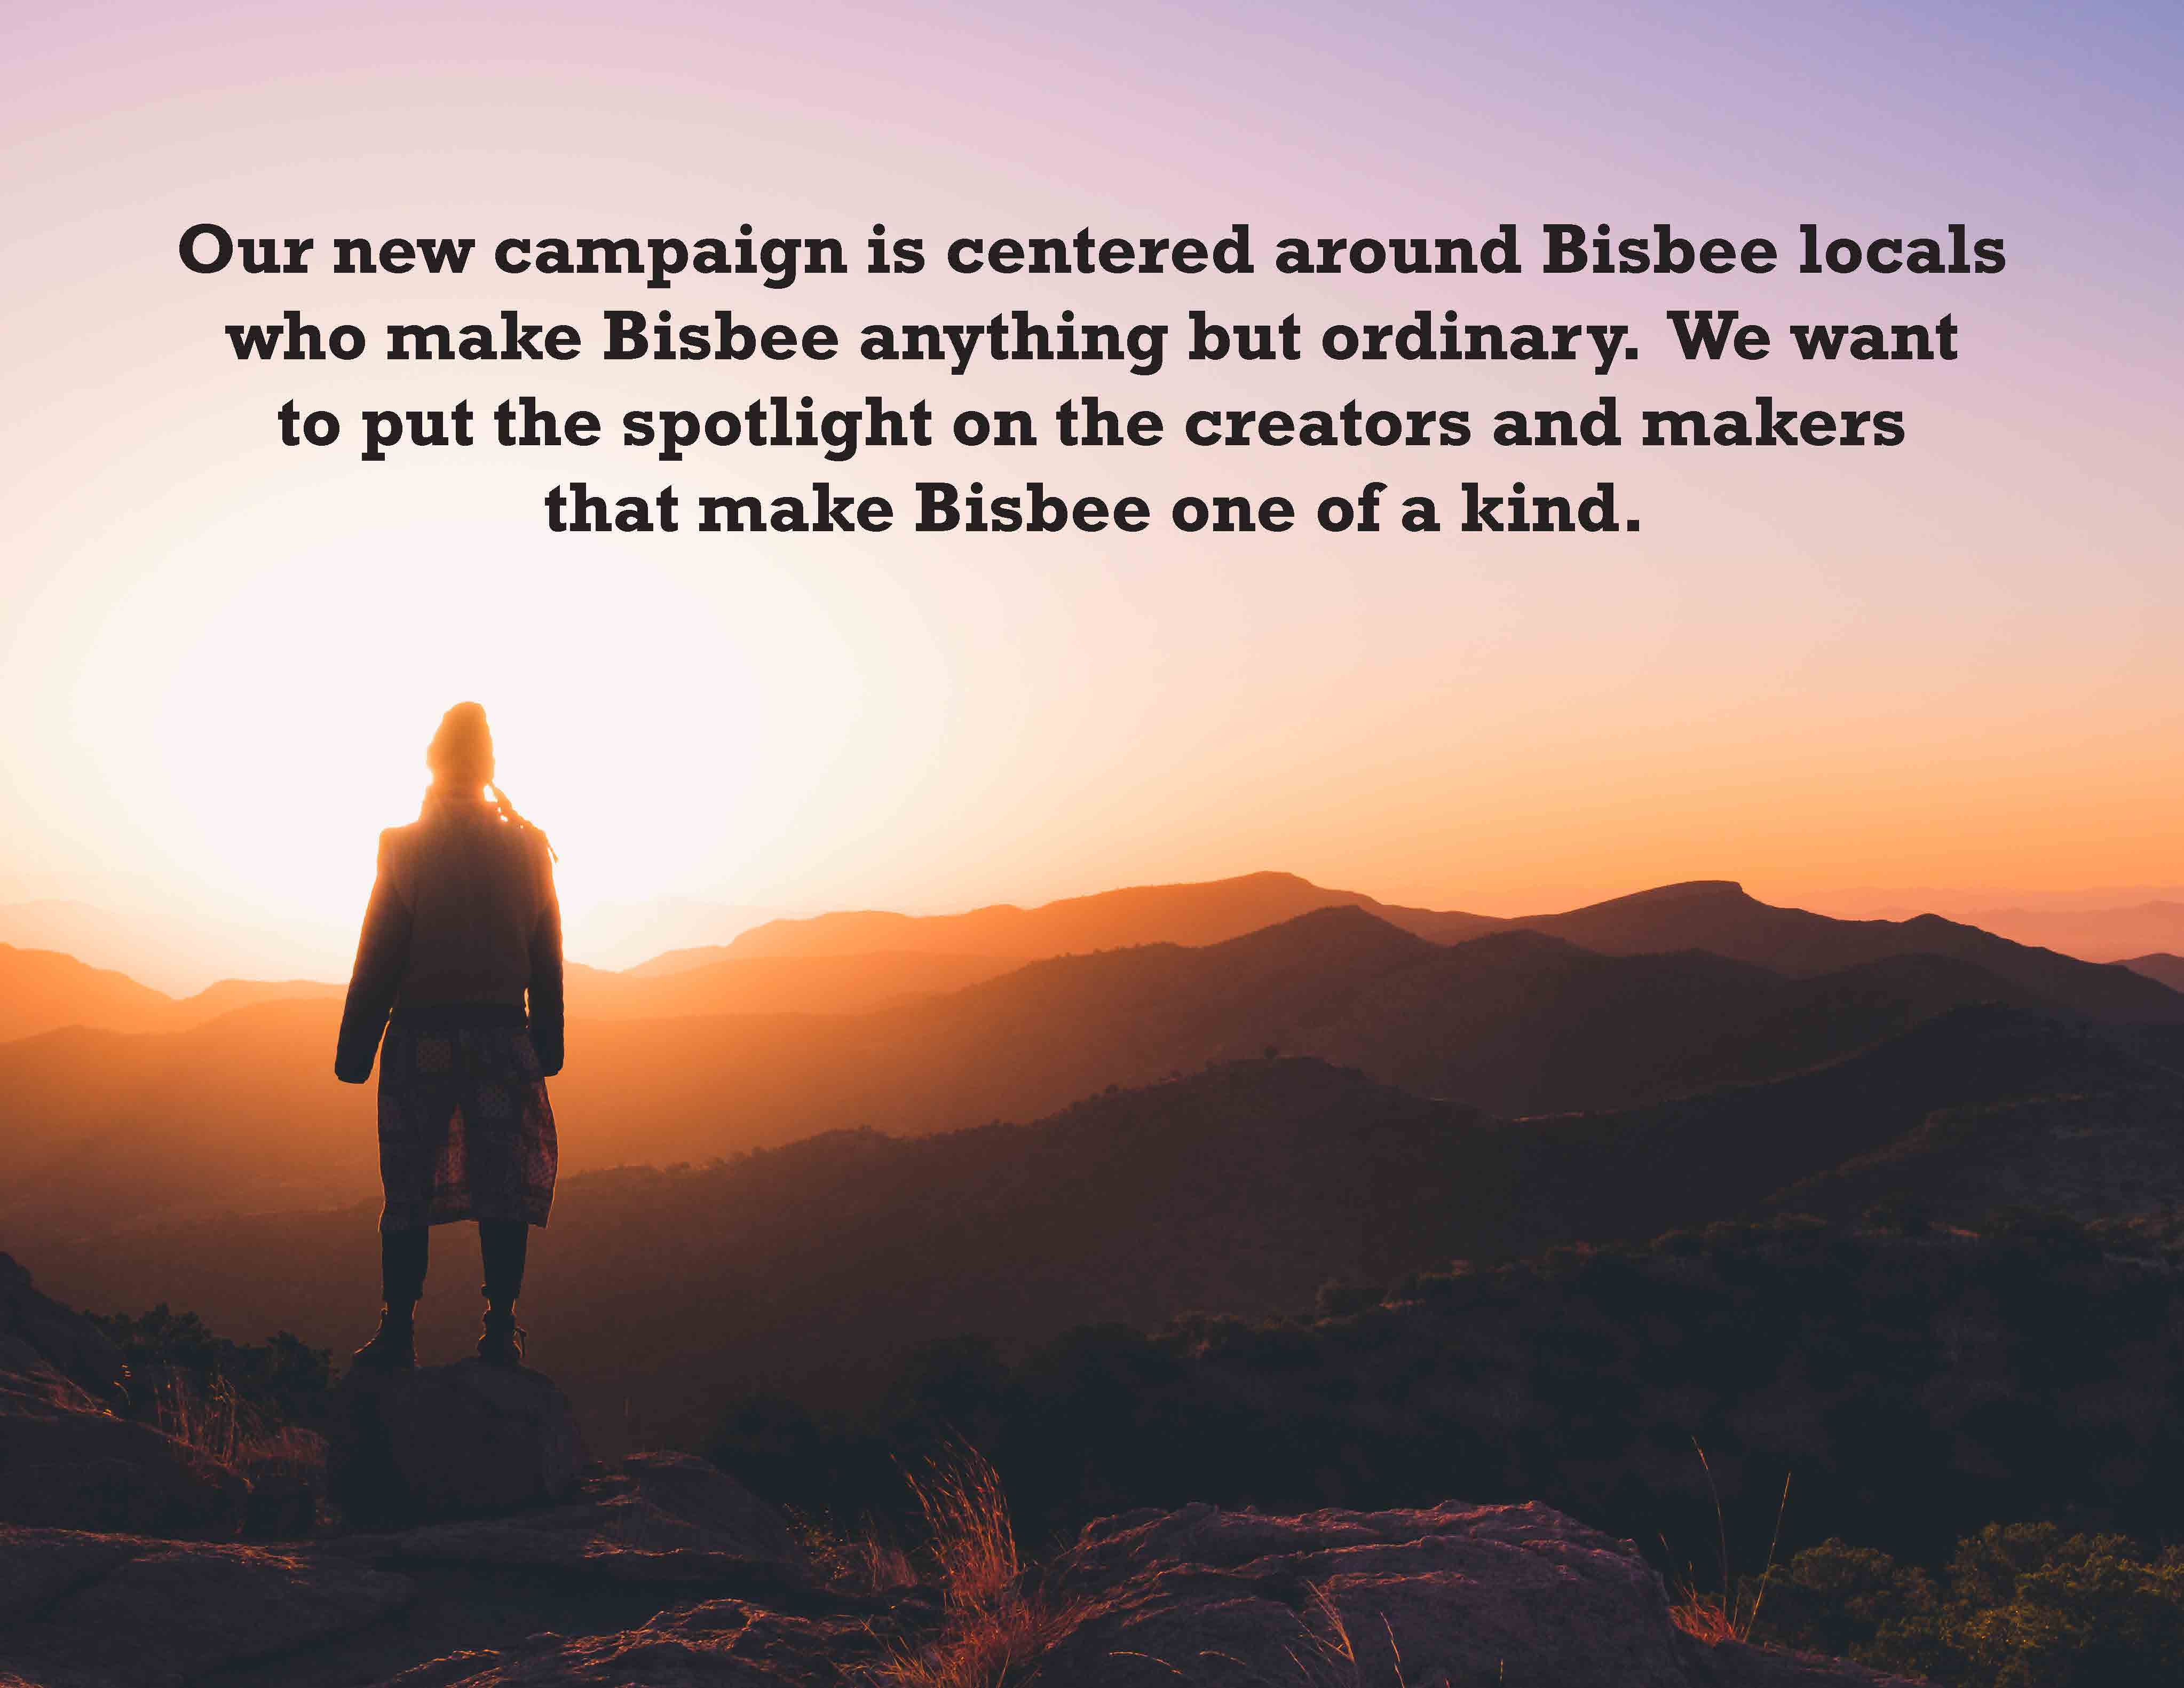 Our new campaign is centered around Bisbee locals
who make Bisbee anything but ordinary. We want
to put the spotlight on the creators and makers
that make Bisbee one of a kind.